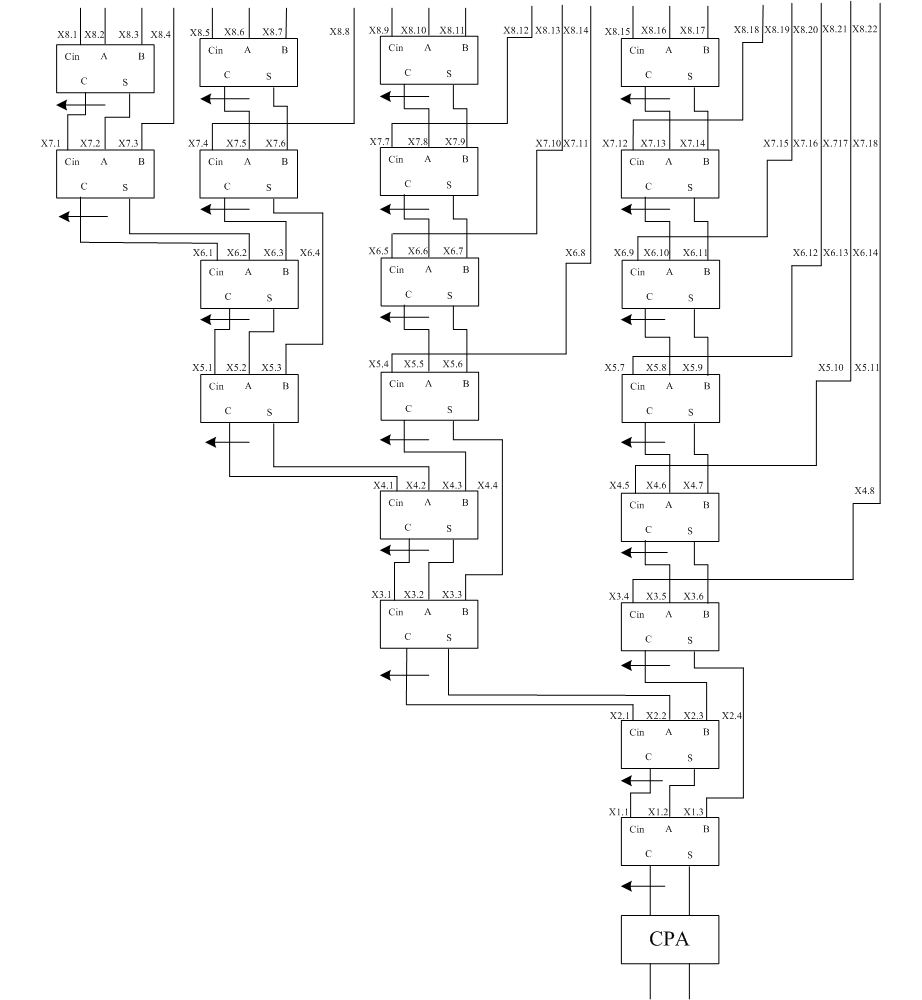 X8.1 X8.2 X8.3 X8.4 X8.5 X8.6 X8.7 X8.8 X8.9 X8.10 X8.11 X8.12 X8.13 X8.14 X8.15 X8.16 X8.17 X8.18 X8.19 X8.20 X8.21 X8.22
Cin A B Cin A B Cin A B Cin A B
C S C S C S C S
X7.1 X7.2 X7.3 X7.4 X7.5 X7.6 X7.7 X7.8 X7.9 X7.10 X7.11 X7.12 X7.13 X7.14 X7.15 X7.16 X.717 X7.18
Cin A B Cin A B Cin A B Cin A B
C S C S C S C S
X6.1 X6.2 X6.3 X6.4 X6.5 X6.6 X6.7 X6.8 X6.9 X6.10 X6.11 X6.12 X6.13 X6.14
Cin A B Cin A B Cin A B
C S C S C S
X5.1 X5.2 X5.3 X5.4 X5.5 X5.6 X5.7 X5.8 X5.9 X5.10 X5.11
Cin A B Cin A B Cin A B
C S C S C S
X4.1 X4.2 X4.3 X4.4 X4.5 X4.6 X4.7 X4.8
Cin A B Cin A B
C S C S
X3.1 X3.2 X3.3 X3.4 X3.5 X3.6
Cin A B Cin A B
C S C S
X2.1 X2.2 X2.3 X2.4
Cin A B
C S
X1.1 X1.2 X1.3
Cin A B
C S
CPA